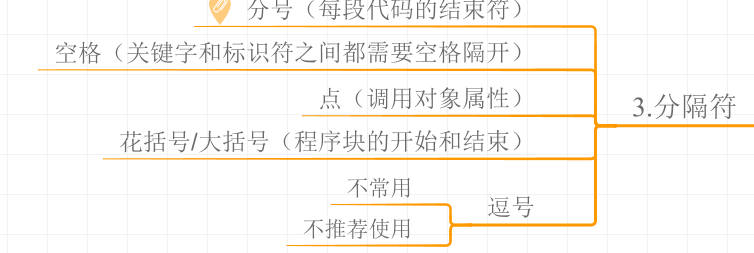 分号（每段代码的结束符）
空格（关键字和标识符之间都需要空格隔开）
点（调用对象属性）
3.分隔符
花括号/大括号（程序块的开始和结束）
不常用
逗号
不推荐使用